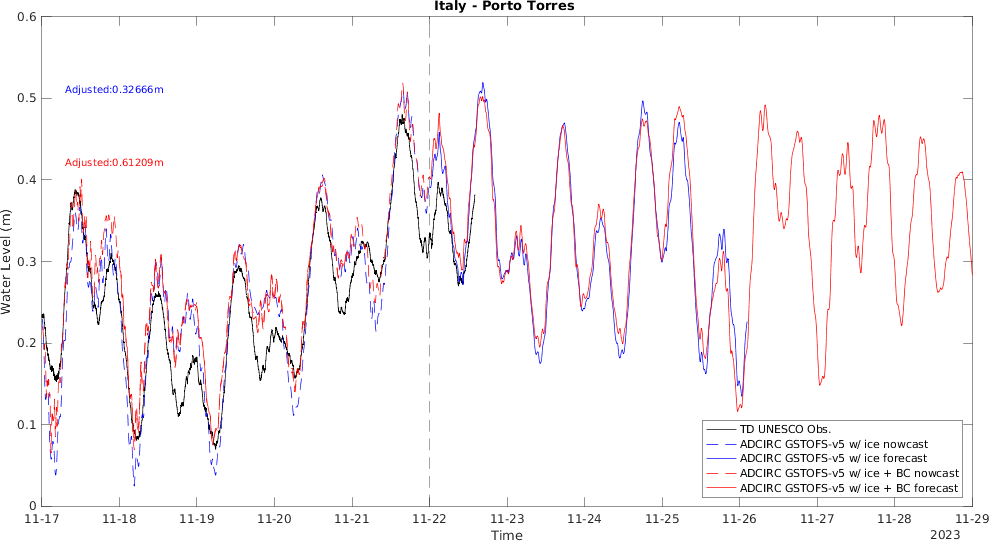 Italy - Porto Torres
0.6
0.5
0.4
0.3
0.2
0.1
0
Water Level (m)
Adjusted:0.32666m
Adjusted:0.61209m
TD UNESCO Obs.
ADCIRC GSTOFS-v5 w/ ice nowcast
ADCIRC GSTOFS-v5 w/ ice forecast
ADCIRC GSTOFS-v5 w/ ice + BC nowcast
ADCIRC GSTOFS-v5 w/ ice + BC forecast
11-17 11-18 11-19 11-20 11-21 11-22 11-23 11-24 11-25 11-26 11-27 11-28 11-29
Time
2023